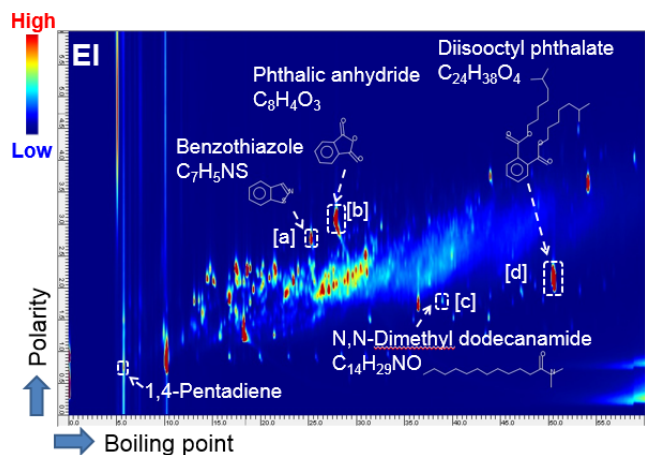 High
Low
EI
Diisooctyl phthalate
C24H38O4
Phthalic anhydride
C8H4O3
Benzothiazole
C7H5NS
[a]
[b]
[c]
[d]
N,N-Dimethyl dodecanamide
C14H29NO
1,4-Pentadiene
Polarity
Boiling point